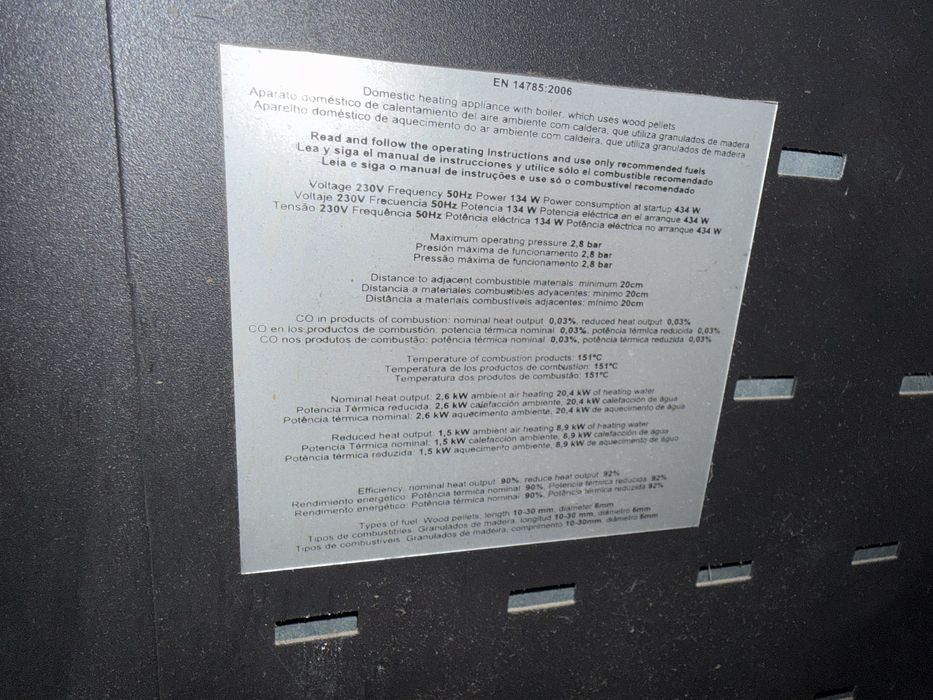 EN 14785:2006
Domestic heating appliance with boiler, which uses wood pellets
Aparato doméstico de calentamiento del aire ambiente com caldera, que utiliza granulados de madera
Aparelho doméstico de aquecimento do ar ambiente com caldeira, que utiliza granulados de madeira
Read and follow the operating instructions and use only recommended fuels
Lea y siga el manual de instrucciones y utilice sólo el combustible recomendado
Leia e siga o manual de instruções e use só o combustível recomendado
Voltage 230V Frequency 50Hz Power 134 W Power consumption al startup 434 W
Voltaje 230V Frecuencia 50Hz Potencia 134 W Potencia eléctrica en el arranque 434 W
Tensão 230V Frequência 50Hz Potência eléctrica 134 W Potência eléctrica no arranque 434 W
Maximum operating pressure 2,8 bar
Presión máxima de funcionamento 2,8 bar
Pressão máxima de funcionamento 2,8 bar
Distance to adjacent combustible materials: minimum 20cm
Distancia a materiales combustibles adyacentes: mínimo 20cm
Distância a materiais combustíveis adjacentes: mínimo 20cm
CO in products of combustion: nominal heat output 0,03%, reduced heat output 0,03%
CO en los productos de combustión: potencia térmica nominal 0,03%, potência térmica reducida 0,03%
CO nos produtos de combustão: potência térmica nominal 0,03%, potência térmica reduzida 0,03%
Temperature of combustion products: 151ºC
Temperatura de los productos de combustion: 151ºC
Temperatura dos produtos de combustão: 151ºC
Nominal heat output: 2,6 kW ambient air heating 20,4 kW of heating water
Potencia Térmica reducida: 2,6 kW calefacción ambiente, 20,4 kW calefacción de água
Potência térmica nominal: 2,6 kW aquecimento ambiente, 20,4 kW de aquecimento de água
Reduced heat output: 1,5 kW ambient air heating 8,9 kW of heating water
Potencia Térmica nominal: 1,5 kW calefacción ambiente, 8,9 kW calefacción de água
Potência térmica reduzida: 1,5 kW aquecimento ambiente, 8,9 kW de aquecimento de água
Efficiency: nominal heat output 90%, reduce heat output 92%
Rendimiento energético: Potência térmica nominal 90%, Potencia térmica reducida 92%
Rendimento energético: Potência térmica nominal 90%, Potência térmica reduzida 92%
Types of fuel: Wood pellets, length 10-30 mm, diameter 6mm
Tipos de combustibles: Granulados de madera, longitud 10-30 mm, diámetro 6mm
Tipos de combustíveis: Granulados de madera, comprimento 10-30mm, diâmetro 6mm